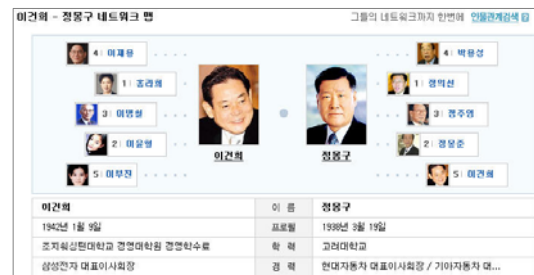 이건희 - 정몽구 네트워크 맵
그들의 네트워크까지 한번에 인물관계검색
4 이재용
4 박용성
1 홍라희
1 정의선
3 이병철
3 정주영
2 이윤형
2 정몽준
5 이부진
5 이건희
이건희
정몽구
이건희 이 름 정몽구
1942년 1월 9일 프로필 1938년 3월 19일
조지워싱턴대학교 경영대학원 경영학수료 학 력 고려대학교
삼성전자 대표이사회장 경 력 현대자동차 대표이사회장 / 기아자동차 대...